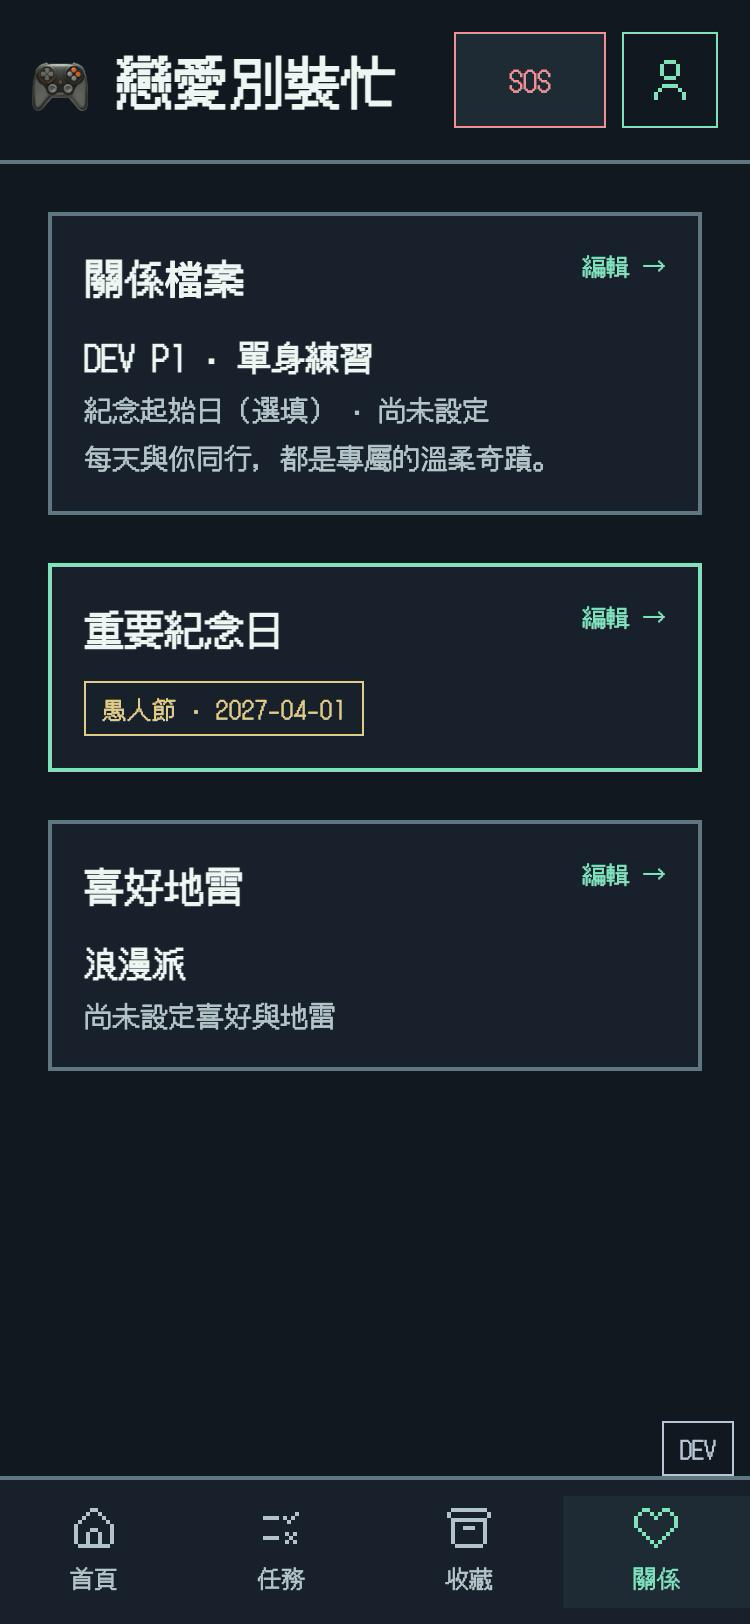 戀愛別裝忙
SOS
關係檔案
編輯 →
DEV P1 · 單身練習
紀念起始日（選填） · 尚未設定
每天與你同行，都是專屬的溫柔奇蹟。
重要紀念日
編輯 →
愚人節 · 2027-04-01
喜好地雷
編輯 →
浪漫派
尚未設定喜好與地雷
DEV
首頁
任務
收藏
關係